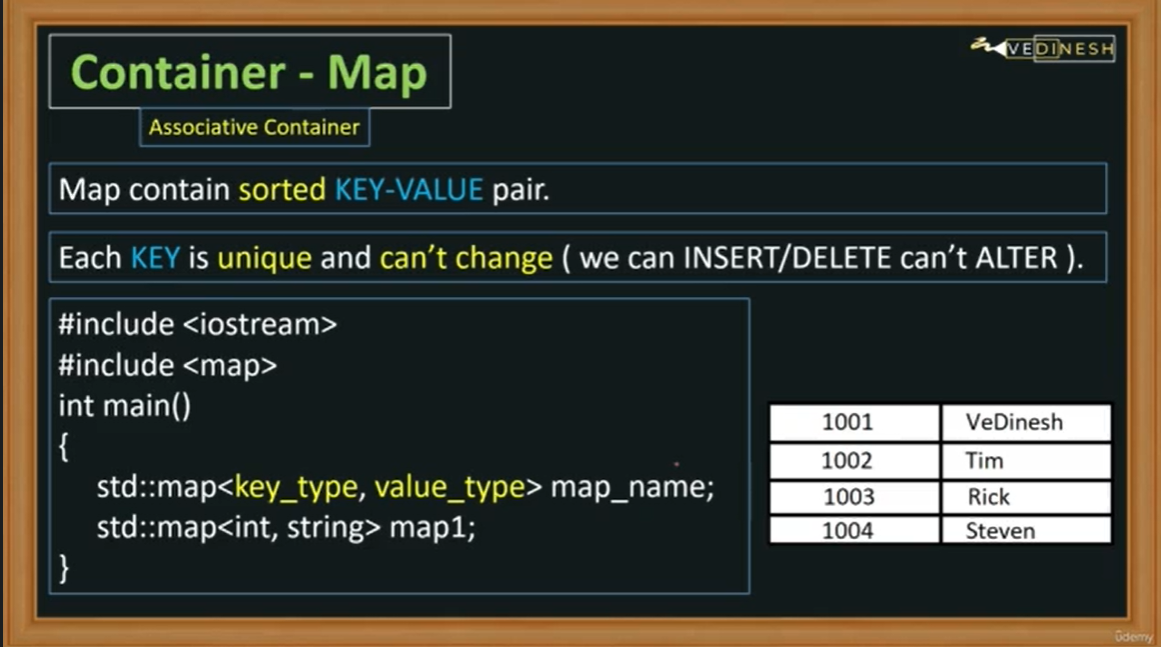 Container - Map
VEDINESH
Associative Container
Map contain sorted KEY-VALUE pair.
Each KEY is unique and can't change ( we can INSERT/DELETE can't ALTER ).
#include <iostream>
#include <map>
int main()
{
std::map<key_type, value_type> map_name;
std::map<int, string> map1;
}
1001 VeDinesh
1002 Tim
1003 Rick
1004 Steven
ûdemy